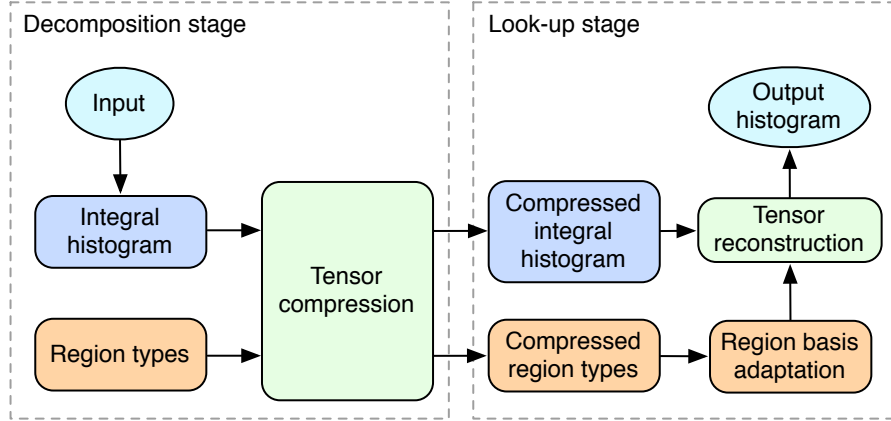 Decomposition stage
Input
Integral
histogram
Region types
Tensor
compression
Look-up stage
Output
histogram
Compressed
integral
histogram
Tensor
reconstruction
Compressed
region types
Region basis
adaptation